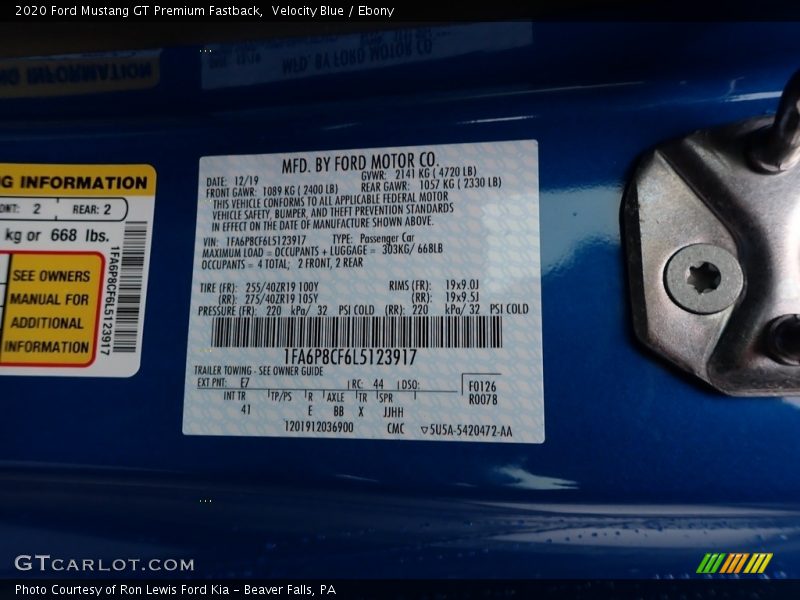 2020 Ford Mustang GT Premium Fastback,  Velocity Blue / Ebony
G INFORMATION
ONT: 2 REAR: 2
kg or 668 lbs.
SEE OWNERS
MANUAL FOR
ADDITIONAL
INFORMATION
1FA6P8CF6L5123917
MFD. BY FORD MOTOR CO.
DATE: 12/19 GVWR: 2141 KG ( 4720 LB)
FRONT GAWR: 1089 KG ( 2400 LB) REAR GAWR: 1057 KG ( 2330 LB)
THIS VEHICLE CONFORMS TO ALL APPLICABLE FEDERAL MOTOR
VEHICLE SAFETY, BUMPER, AND THEFT PREVENTION STANDARDS
IN EFFECT ON THE DATE OF MANUFACTURE SHOWN ABOVE.
VIN: 1FA6P8CF6L5123917 TYPE: Passenger Car
MAXIMUM LOAD = OCCUPANTS + LUGGAGE = 303KG/ 668LB
OCCUPANTS = 4 TOTAL; 2 FRONT, 2 REAR
TIRE (FR): 255/40ZR19 100Y RIMS (FR): 19x9.0J
(RR): 275/40ZR19 105Y (RR): 19x9.5J
PRESSURE (FR): 220 kPa/ 32 PSI COLD (RR): 220 kPa/ 32 PSI COLD
1FA6P8CF6L5123917
TRAILER TOWING - SEE OWNER GUIDE
EXT PNT: E7 RC: 44 DSO: F0126
INT TR TP/PS R AXLE TR SPR R0078
41 E BB X JJHH
1201912036900 CMC ▽5U5A-5420472-AA
GTCARLOT.COM
Photo Courtesy of Ron Lewis Ford Kia - Beaver Falls, PA